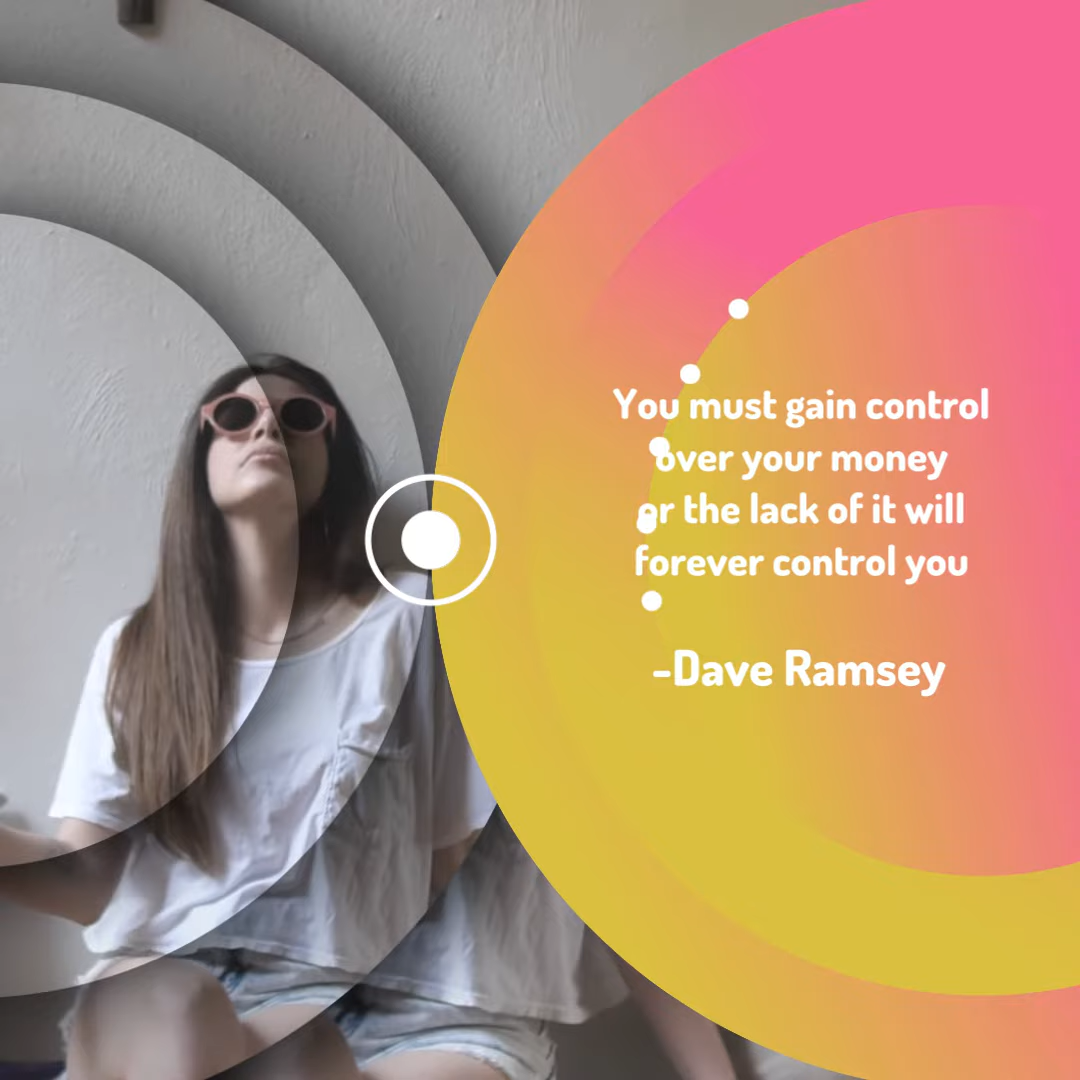 You must gain control
over your money
or the lack of it will
forever control you
-Dave Ramsey